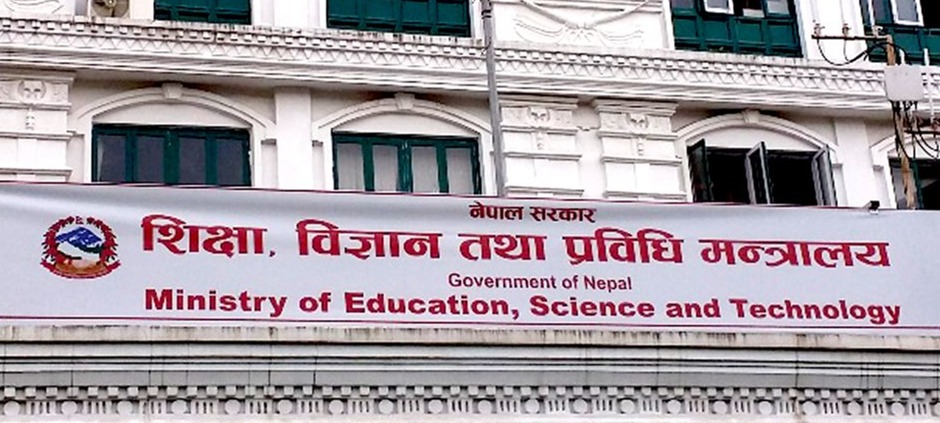 नेपाल सरकार
शिक्षा, विज्ञान तथा प्रविधि मन्त्रालय
Government of Nepal
Ministry of Education, Science and Technology